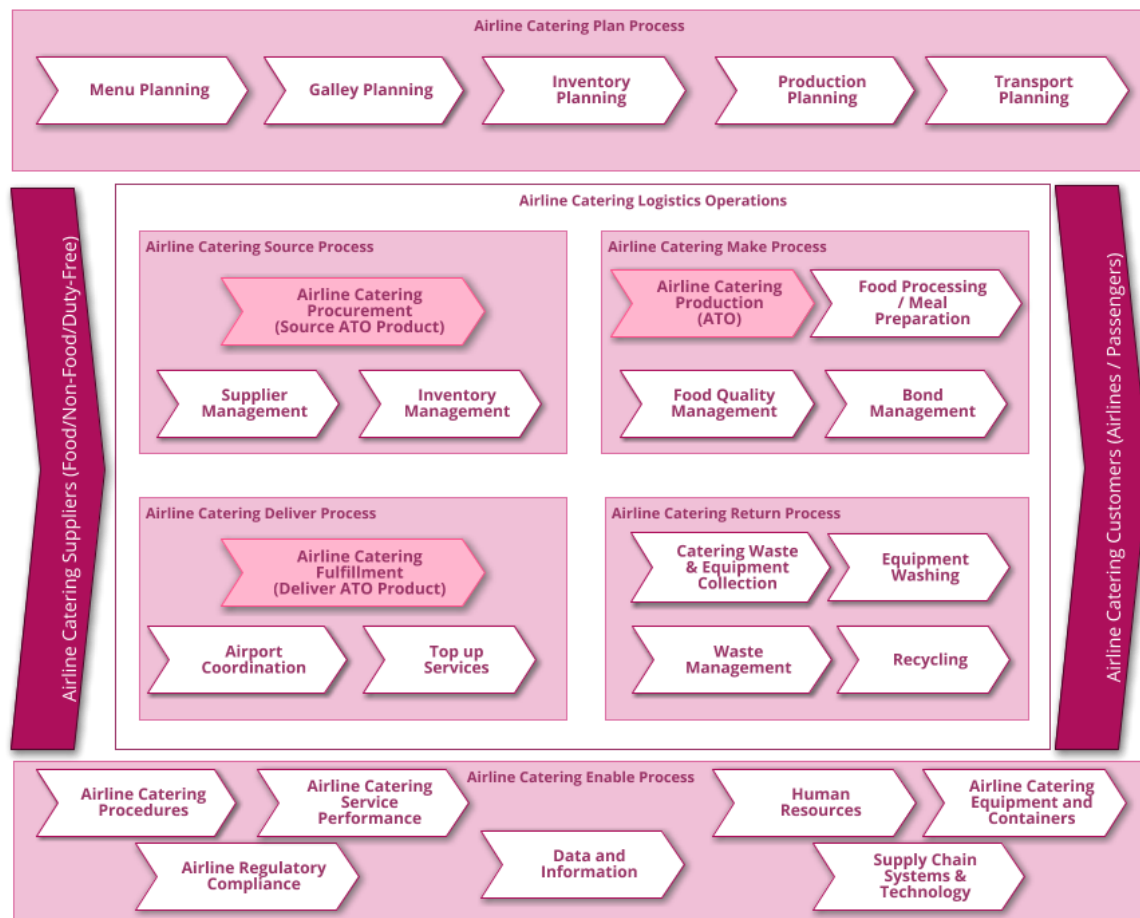 Airline Catering Plan Process
Menu Planning
Galley Planning
Inventory
Planning
Production
Planning
Transport
Planning
Airline Catering Suppliers (Food/Non-Food/Duty-Free)
Airline Catering Logistics Operations
Airline Catering Source Process
Airline Catering
Procurement
(Source ATO Product)
Supplier
Management
Inventory
Management
Airline Catering Make Process
Airline Catering
Production
(ATO)
Food Processing
/ Meal
Preparation
Food Quality
Management
Bond
Management
Airline Catering Deliver Process
Airline Catering
Fulfillment
(Deliver ATO Product)
Airport
Coordination
Top up
Services
Airline Catering Return Process
Catering Waste
& Equipment
Collection
Equipment
Washing
Waste
Management
Recycling
Airline Catering Customers (Airlines / Passengers)
Airline Catering Enable Process
Airline Catering
Procedures
Airline Catering
Service
Performance
Human
Resources
Airline Catering
Equipment and
Containers
Airline Regulatory
Compliance
Data and
Information
Supply Chain
Systems &
Technology